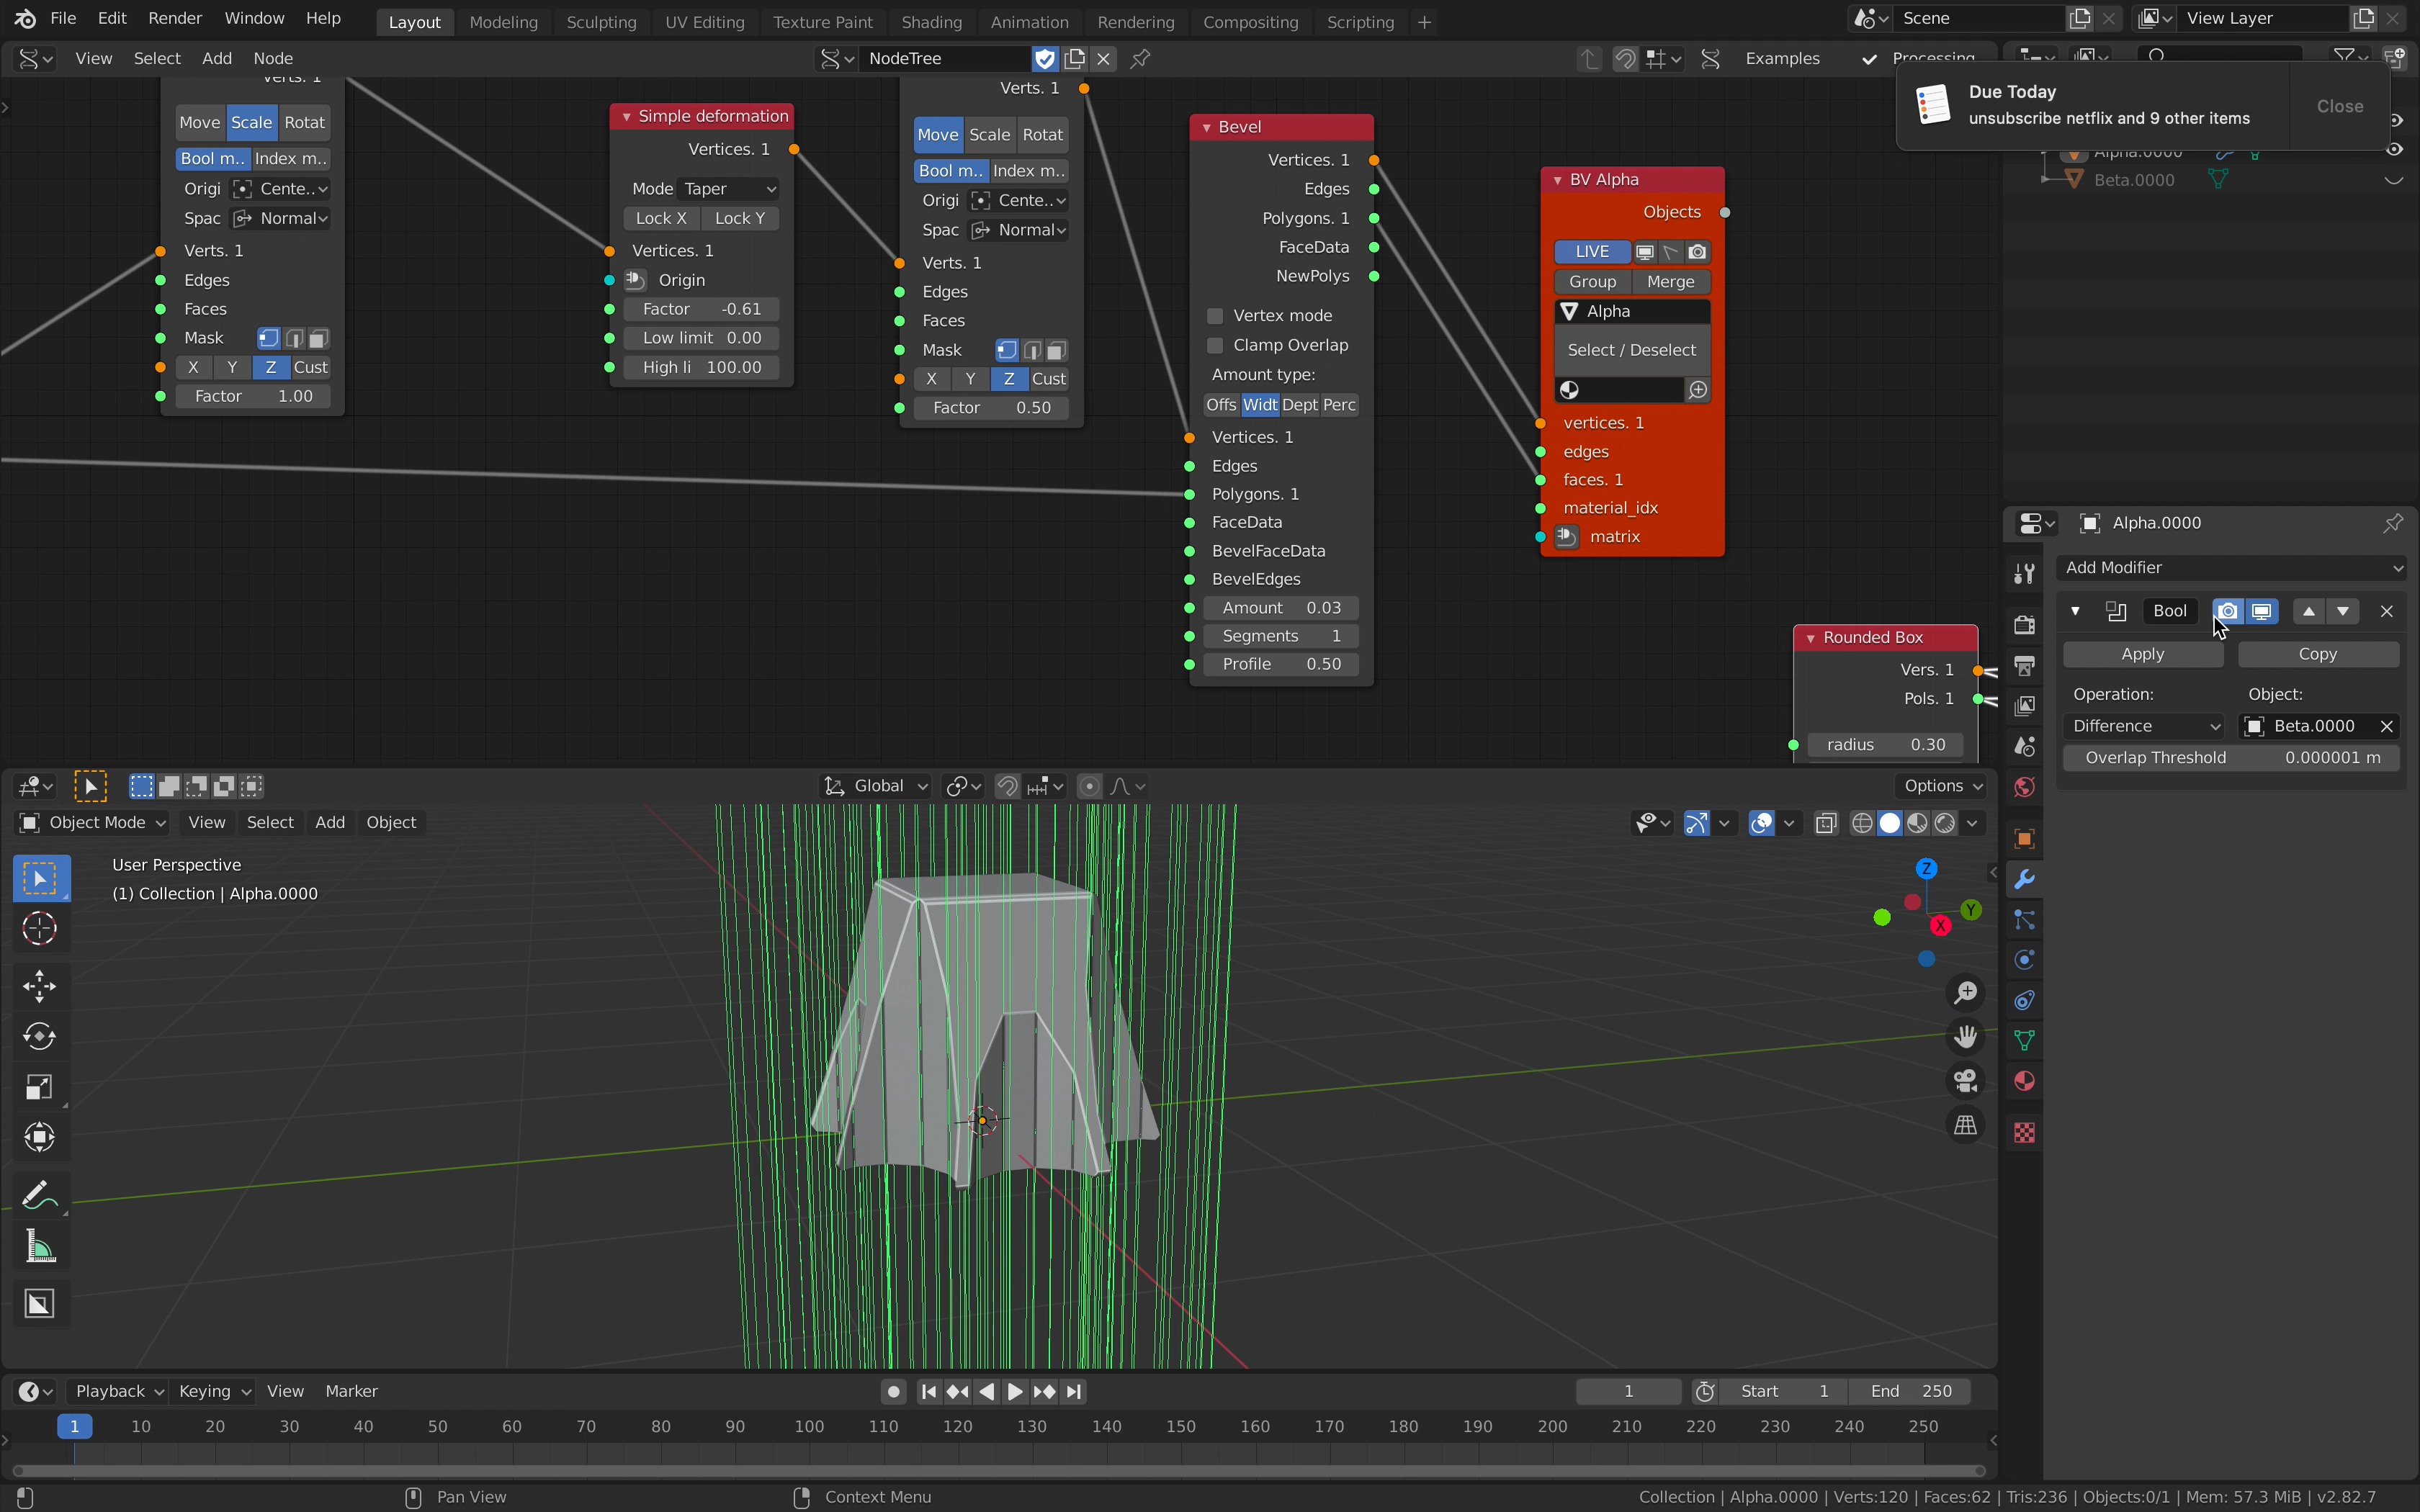 File Edit Render Window Help Layout Modeling Sculpting UV Editing Texture Paint Shading Animation Rendering Compositing Scripting + Scene View Layer
View Select Add Node NodeTree Examples Processing
Due Today
unsubscribe netflix and 9 other items
Close
Alpha.0000
Beta.0000
Verts. 1
Move Scale Rotat
Bool m.. Index m..
Origi Cente..
Spac Normal
Verts. 1
Edges
Faces
Mask
X Y Z Cust
Factor 1.00
Simple deformation
Vertices. 1
Mode Taper
Lock X Lock Y
Vertices. 1
Origin
Factor -0.61
Low limit 0.00
High li 100.00
Verts. 1
Move Scale Rotat
Bool m.. Index m..
Origi Cente..
Spac Normal
Verts. 1
Edges
Faces
Mask
X Y Z Cust
Factor 0.50
Bevel
Vertices. 1
Edges
Polygons. 1
FaceData
NewPolys
Vertex mode
Clamp Overlap
Amount type:
Offs Widt Dept Perc
Vertices. 1
Edges
Polygons. 1
FaceData
BevelFaceData
BevelEdges
Amount 0.03
Segments 1
Profile 0.50
BV Alpha
Objects
LIVE
Group Merge
Alpha
Select / Deselect
vertices. 1
edges
faces. 1
material_idx
matrix
Rounded Box
Vers. 1
Pols. 1
radius 0.30
Alpha.0000
Add Modifier
Bool
Apply Copy
Operation: Object:
Difference Beta.0000
Overlap Threshold 0.000001 m
Global Options
Object Mode View Select Add Object
User Perspective
(1) Collection | Alpha.0000
Z
Y
X
Playback Keying View Marker 1 Start 1 End 250
1 10 20 30 40 50 60 70 80 90 100 110 120 130 140 150 160 170 180 190 200 210 220 230 240 250
Pan View Context Menu Collection | Alpha.0000 | Verts:120 | Faces:62 | Tris:236 | Objects:0/1 | Mem: 57.3 MiB | v2.82.7